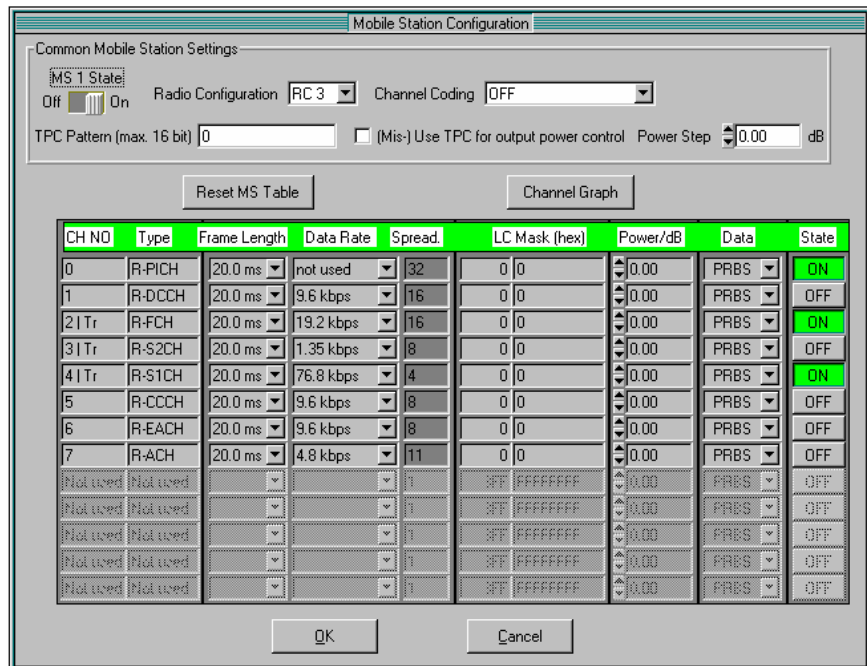 Mobile Station Configuration
Common Mobile Station Settings
MS 1 State
Off On Radio Configuration RC 3 Channel Coding OFF
TPC Pattern (max. 16 bit) 0 (Mis-) Use TPC for output power control Power Step 0.00 dB
Reset MS Table Channel Graph
CH NO Type Frame Length Data Rate Spread. LC Mask (hex) Power/dB Data State
0 R-PICH 20.0 ms not used 32 0 0 0.00 PRBS ON
1 R-DCCH 20.0 ms 9.6 kbps 16 0 0 0.00 PRBS OFF
2 | Tr R-FCH 20.0 ms 19.2 kbps 16 0 0 0.00 PRBS ON
3 | Tr R-S2CH 20.0 ms 1.35 kbps 8 0 0 0.00 PRBS OFF
4 | Tr R-S1CH 20.0 ms 76.8 kbps 4 0 0 0.00 PRBS ON
5 R-CCCH 20.0 ms 9.6 kbps 8 0 0 0.00 PRBS OFF
6 R-EACH 20.0 ms 9.6 kbps 8 0 0 0.00 PRBS OFF
7 R-ACH 20.0 ms 4.8 kbps 11 0 0 0.00 PRBS OFF
Not used Not used 1 3FF FFFFFFFF 0.00 PRBS OFF
Not used Not used 1 3FF FFFFFFFF 0.00 PRBS OFF
Not used Not used 1 3FF FFFFFFFF 0.00 PRBS OFF
Not used Not used 1 3FF FFFFFFFF 0.00 PRBS OFF
Not used Not used 1 3FF FFFFFFFF 0.00 PRBS OFF
OK Cancel